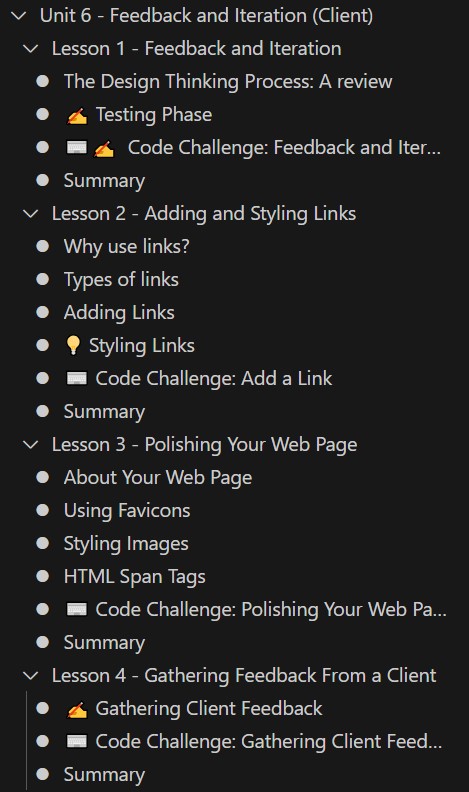 Unit 6 - Feedback and Iteration (Client)
Lesson 1 - Feedback and Iteration
The Design Thinking Process: A review
✍️ Testing Phase
⌨️ ✍️ Code Challenge: Feedback and Iter...
Summary
Lesson 2 - Adding and Styling Links
Why use links?
Types of links
Adding Links
💡 Styling Links
⌨️ Code Challenge: Add a Link
Summary
Lesson 3 - Polishing Your Web Page
About Your Web Page
Using Favicons
Styling Images
HTML Span Tags
⌨️ Code Challenge: Polishing Your Web Pa...
Summary
Lesson 4 - Gathering Feedback From a Client
✍️ Gathering Client Feedback
⌨️ Code Challenge: Gathering Client Feed...
Summary